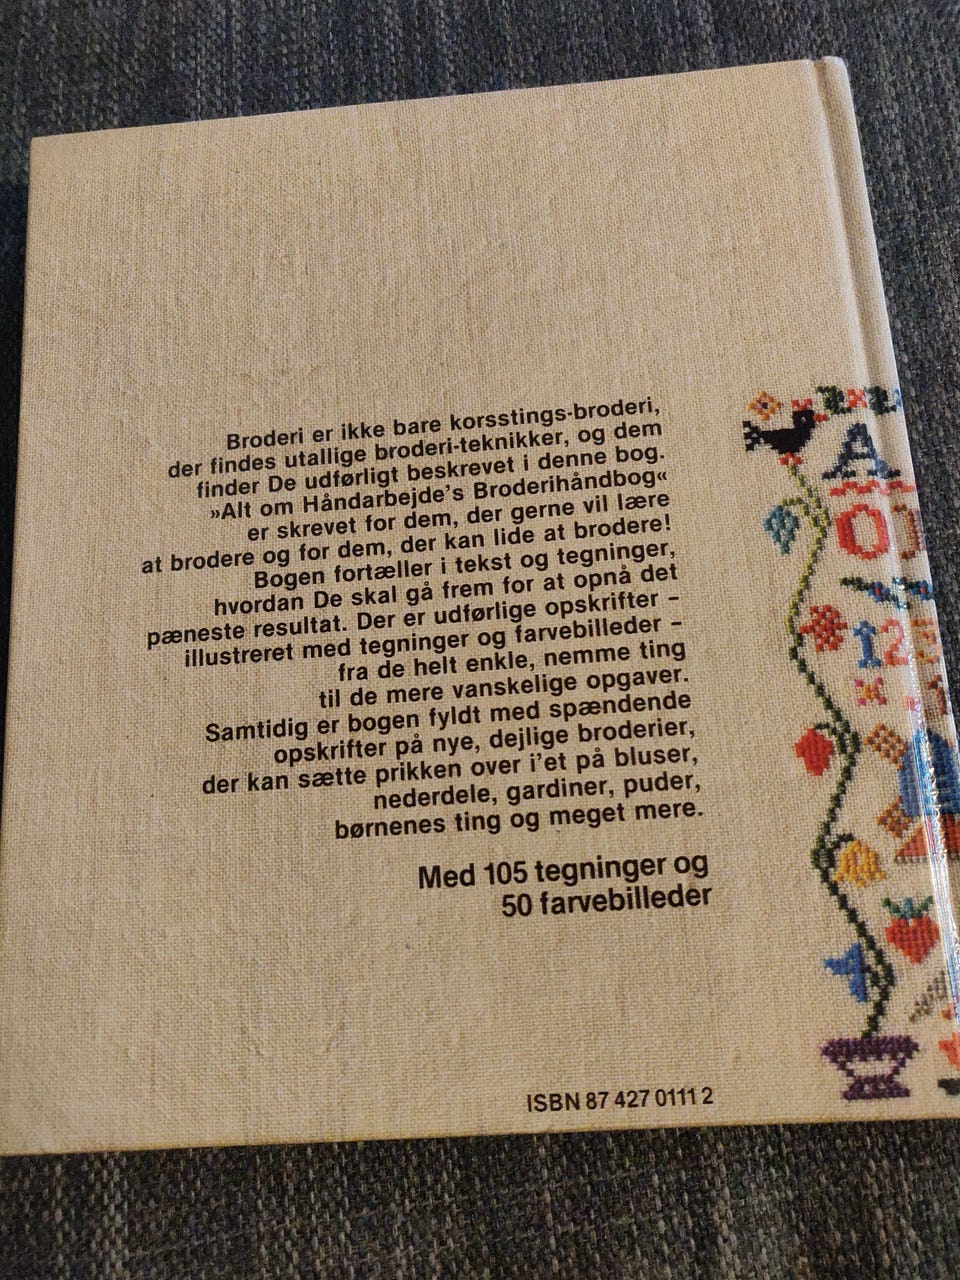 Broderi er ikke bare korsstings-broderi,
der findes utallige broderi-teknikker, og dem
finder De udførligt beskrevet i denne bog.
»Alt om Håndarbejde's Broderihåndbog«
er skrevet for dem, der gerne vil lære
at brodere og for dem, der kan lide at brodere!
Bogen fortæller i tekst og tegninger,
hvordan De skal gå frem for at opnå det
pæneste resultat. Der er udførlige opskrifter –
illustreret med tegninger og farvebilleder –
fra de helt enkle, nemme ting
til de mere vanskelige opgaver.
Samtidig er bogen fyldt med spændende
opskrifter på nye, dejlige broderier,
der kan sætte prikken over i'et på bluser,
nederdele, gardiner, puder,
børnenes ting og meget mere.
Med 105 tegninger og
50 farvebilleder
ISBN 87 427 0111 2
A
O
12